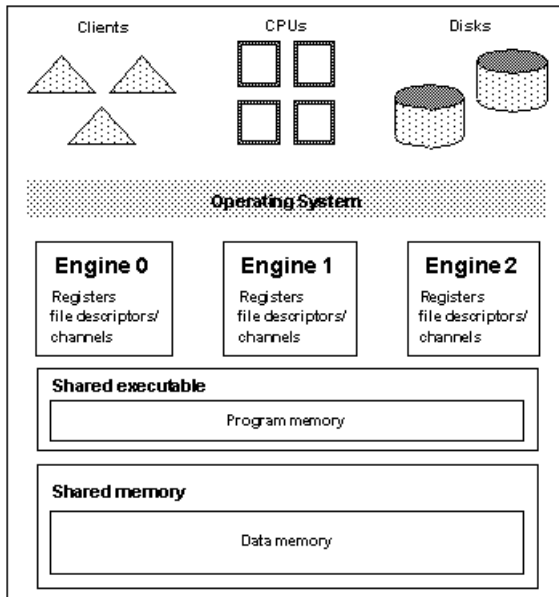 Clients
CPUs
Disks
Operating System
Engine 0
Registers
file descriptors/
channels
Engine 1
Registers
file descriptors/
channels
Engine 2
Registers
file descriptors/
channels
Shared executable
Program memory
Shared memory
Data memory